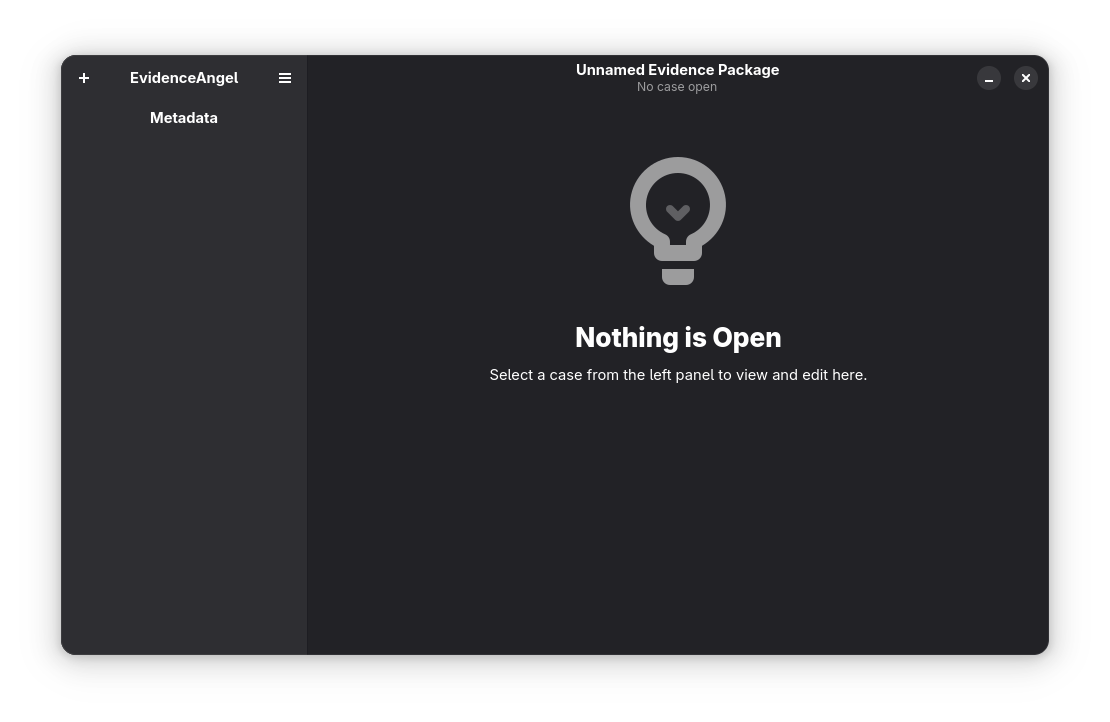 EvidenceAngel
Metadata
Unnamed Evidence Package
No case open
Nothing is Open
Select a case from the left panel to view and edit here.